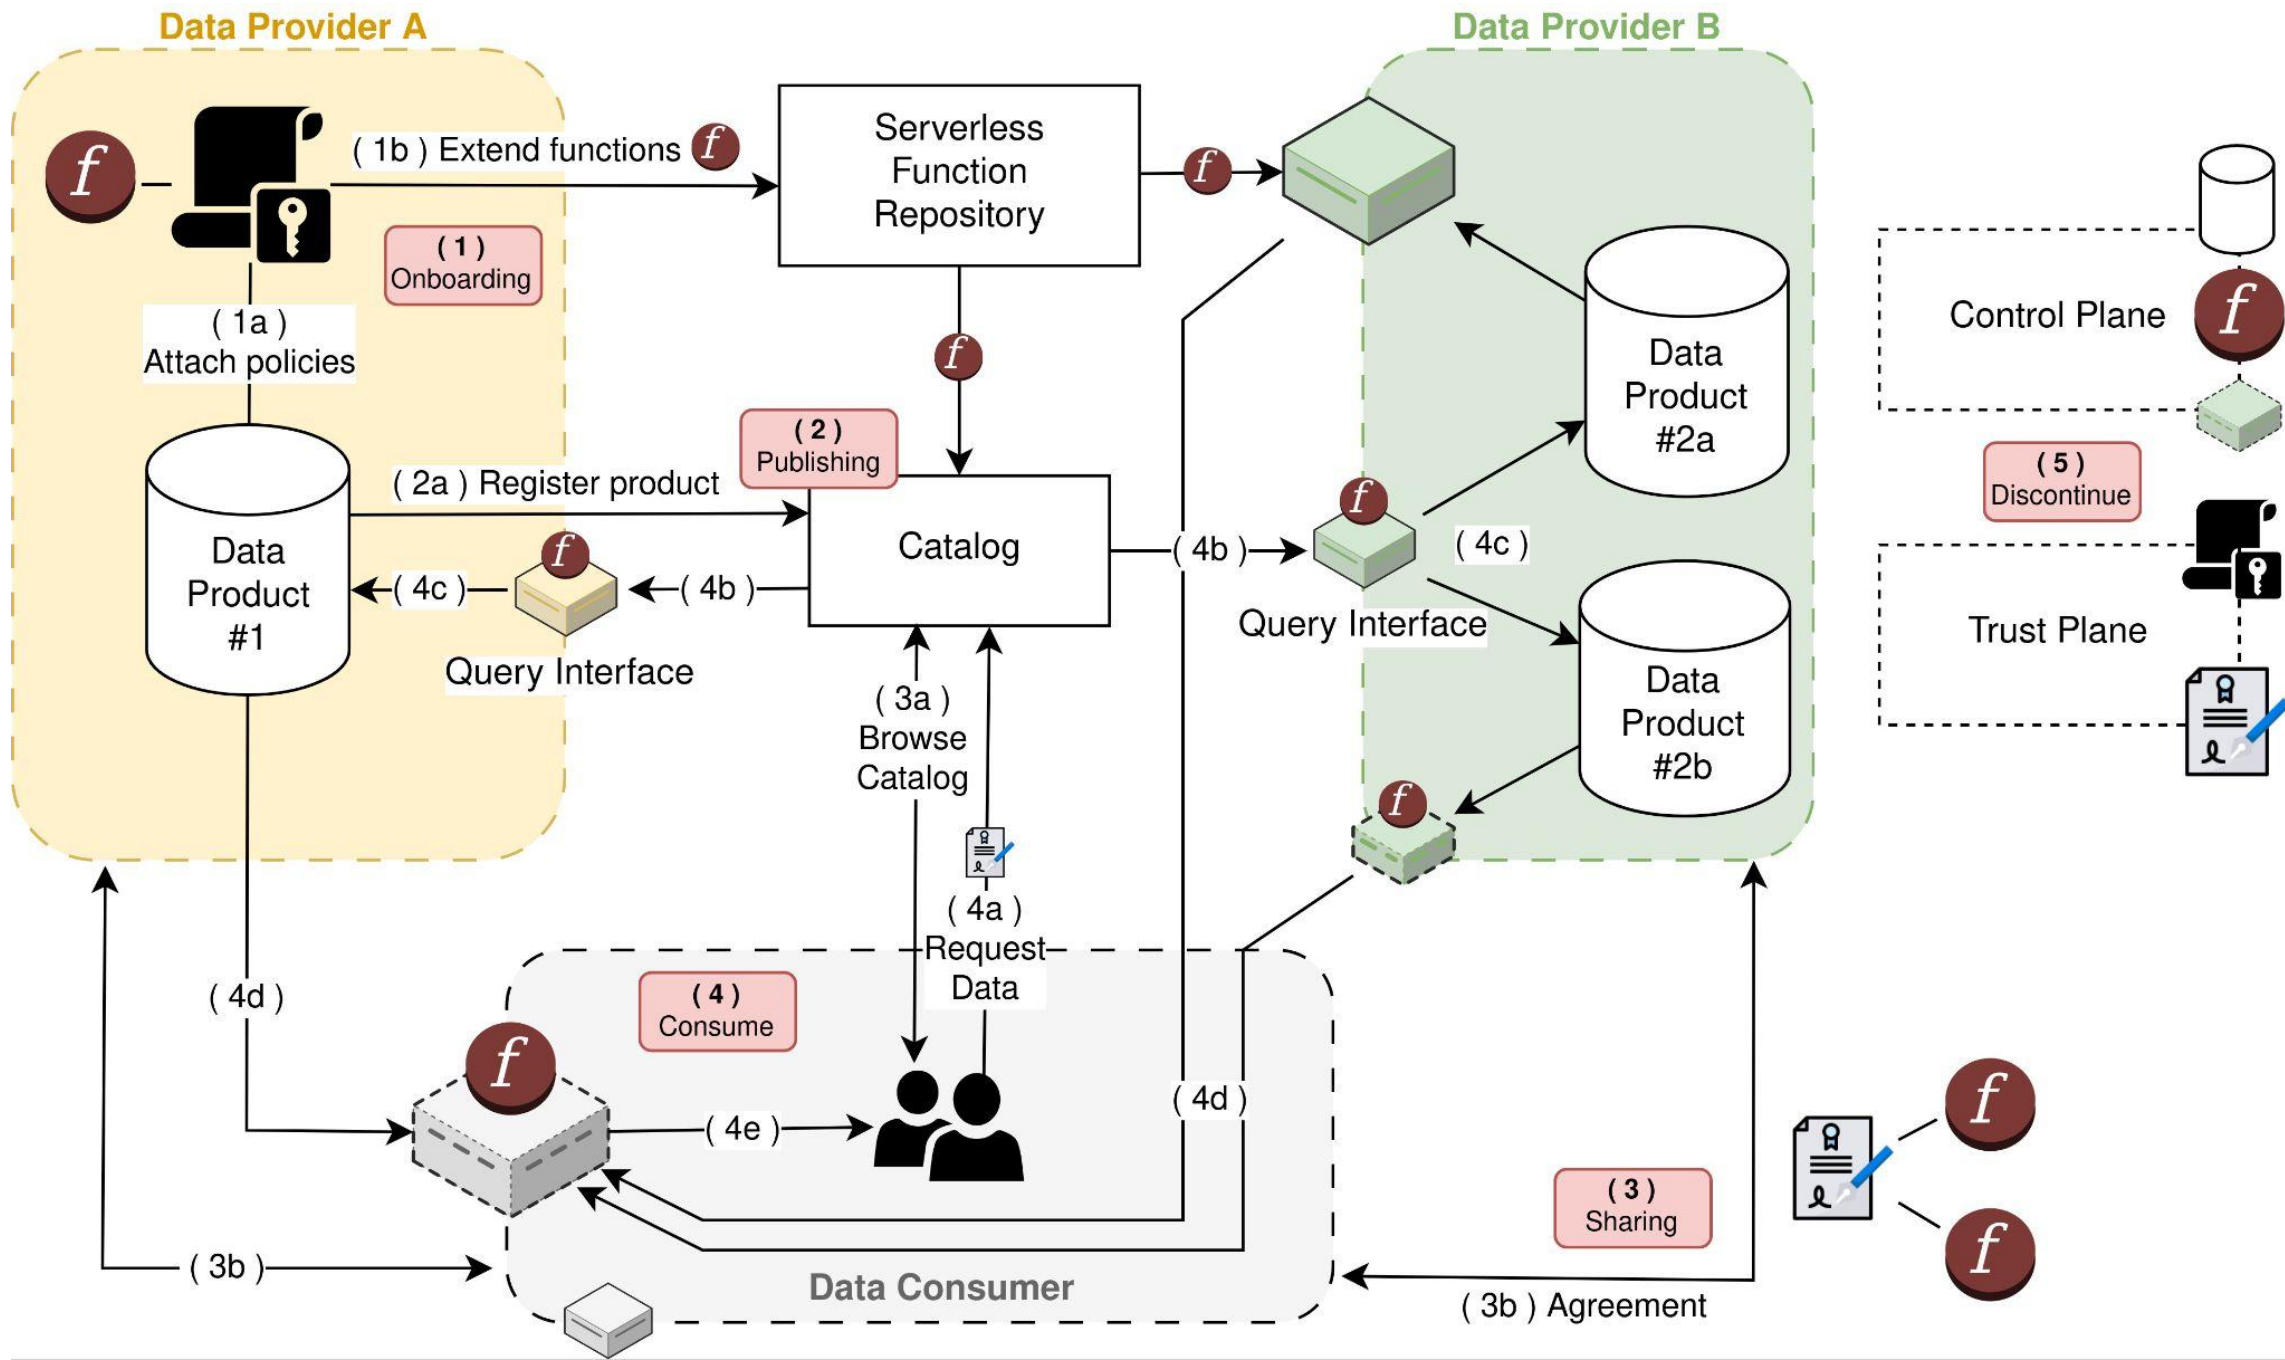 Data Provider A
Data Provider B
f
( 1b ) Extend functions f
Serverless
Function
Repository
f
( 1 )
Onboarding
( 1a )
Attach policies
f
Data
Product
#2a
Control Plane
f
( 2 )
Publishing
( 5 )
Discontinue
( 2a ) Register product
Data
Product
#1
Catalog
f
( 4c )
( 4b )
( 4b )
f
( 4c )
Query Interface
Query Interface
Data
Product
#2b
Trust Plane
( 3a )
Browse
Catalog
f
( 4a )
Request
Data
( 4d )
( 4 )
Consume
f
( 4e )
( 4d )
f
f
( 3 )
Sharing
( 3b )
Data Consumer
( 3b ) Agreement